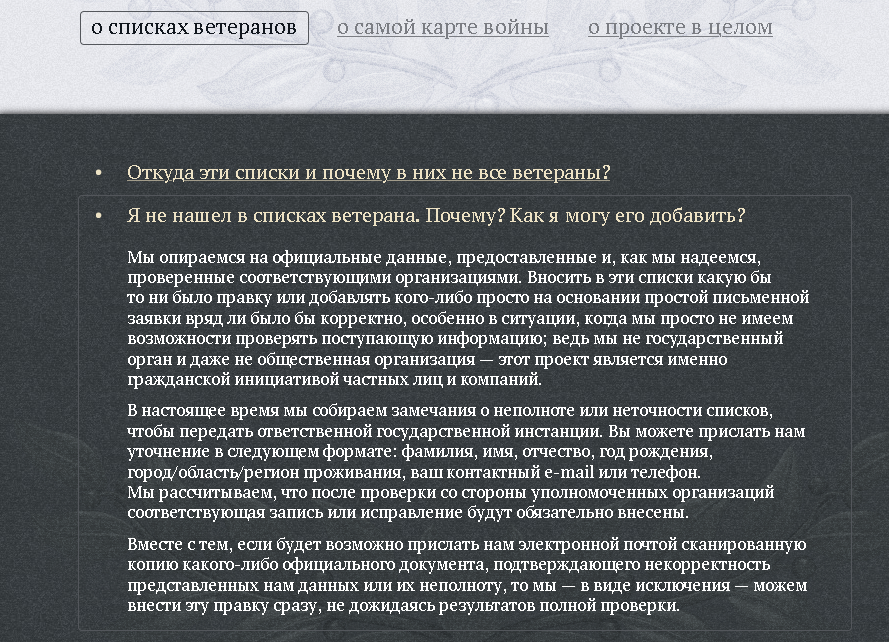 о списках ветеранов о самой карте войны о проекте в целом
• Откуда эти списки и почему в них не все ветераны?
• Я не нашел в списках ветерана. Почему? Как я могу его добавить?
Мы опираемся на официальные данные, предоставленные и, как мы надеемся,
проверенные соответствующими организациями. Вносить в эти списки какую бы
то ни было правку или добавлять кого-либо просто на основании простой письменной
заявки вряд ли было бы корректно, особенно в ситуации, когда мы просто не имеем
возможности проверять поступающую информацию; ведь мы не государственный
орган и даже не общественная организация — этот проект является именно
гражданской инициативой частных лиц и компаний.
В настоящее время мы собираем замечания о неполноте или неточности списков,
чтобы передать ответственной государственной инстанции. Вы можете прислать нам
уточнение в следующем формате: фамилия, имя, отчество, год рождения,
город/область/регион проживания, ваш контактный e-mail или телефон.
Мы рассчитываем, что после проверки со стороны уполномоченных организаций
соответствующая запись или исправление будут обязательно внесены.
Вместе с тем, если будет возможно прислать нам электронной почтой сканированную
копию какого-либо официального документа, подтверждающего некорректность
представленных нам данных или их неполноту, то мы — в виде исключения — можем
внести эту правку сразу, не дожидаясь результатов полной проверки.